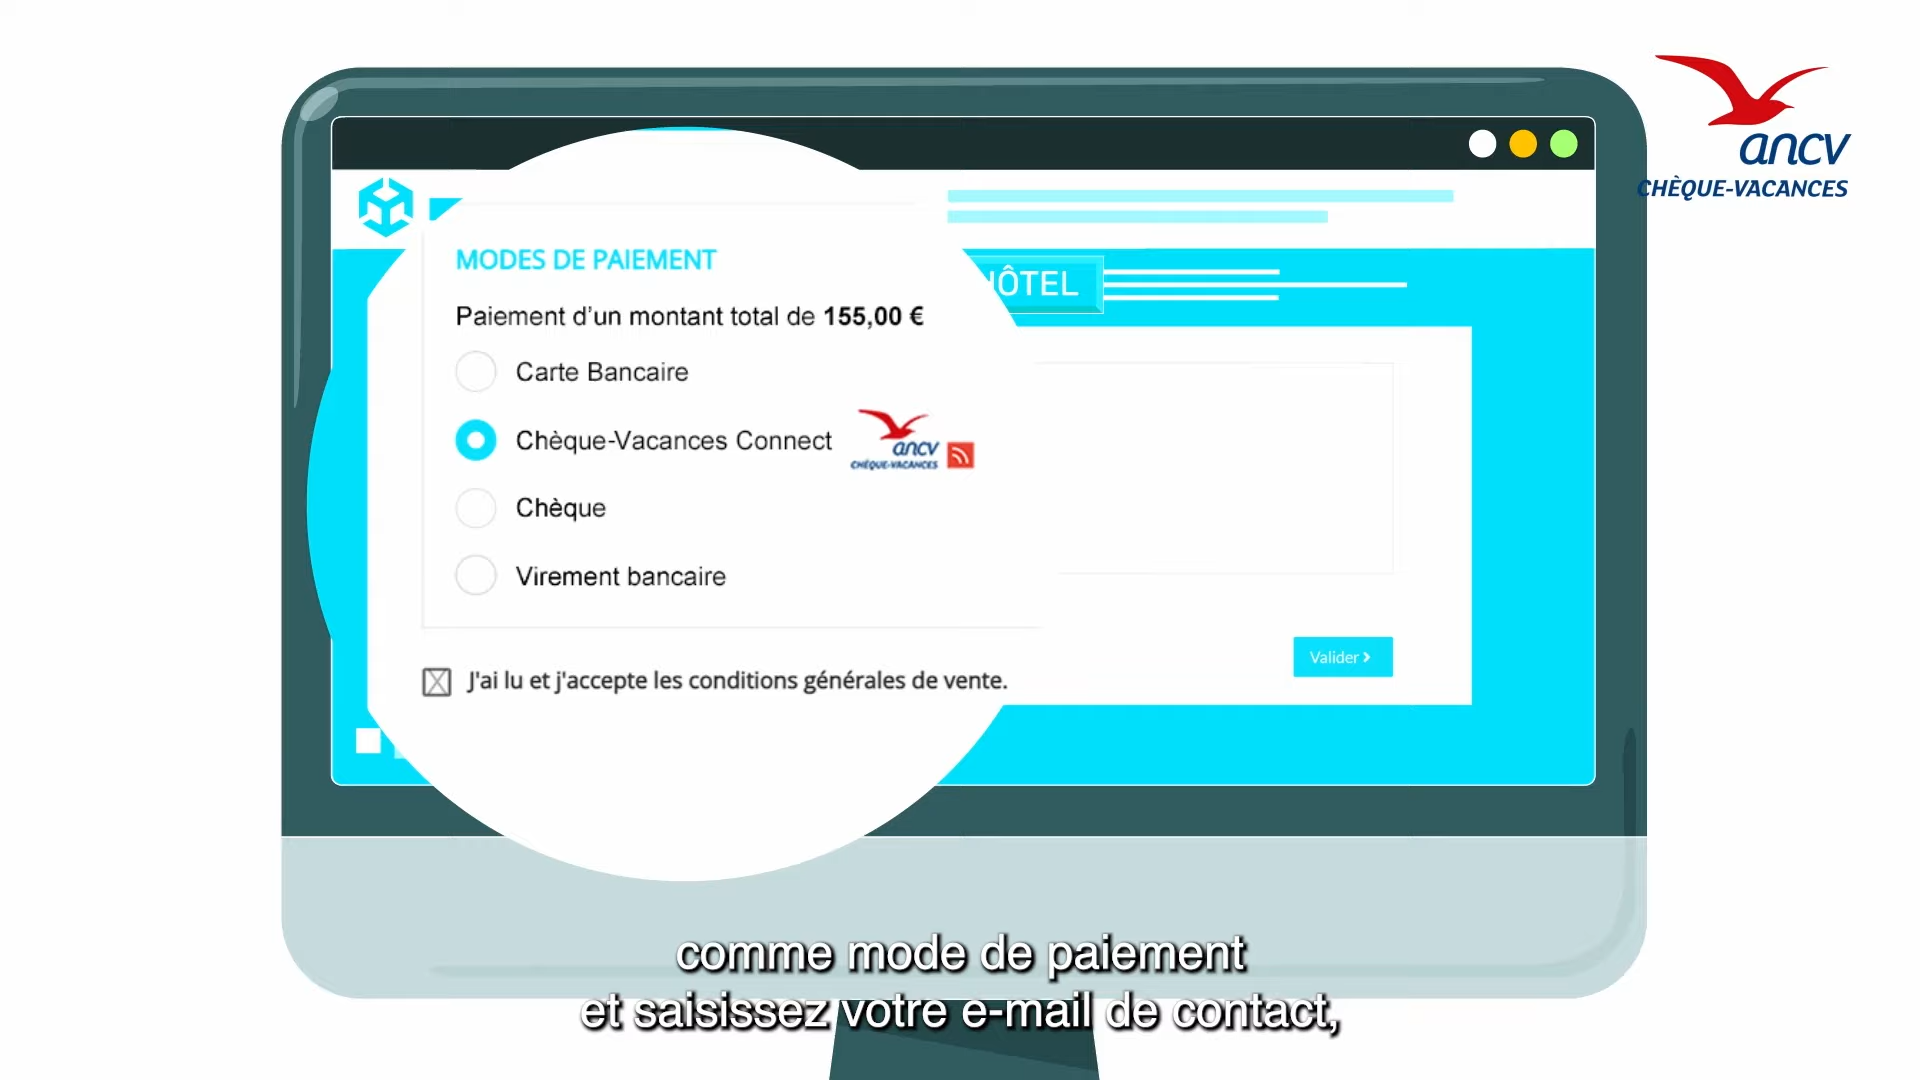 ancv
CHÈQUE-VACANCES
MODES DE PAIEMENT
HÔTEL
Paiement d’un montant total de 155,00 €
Carte Bancaire
Chèque-Vacances Connect
ancv
CHÈQUE-VACANCES
Chèque
Virement bancaire
Valider
J'ai lu et j'accepte les conditions générales de vente.
comme mode de paiement
et saisissez votre e-mail de contact,